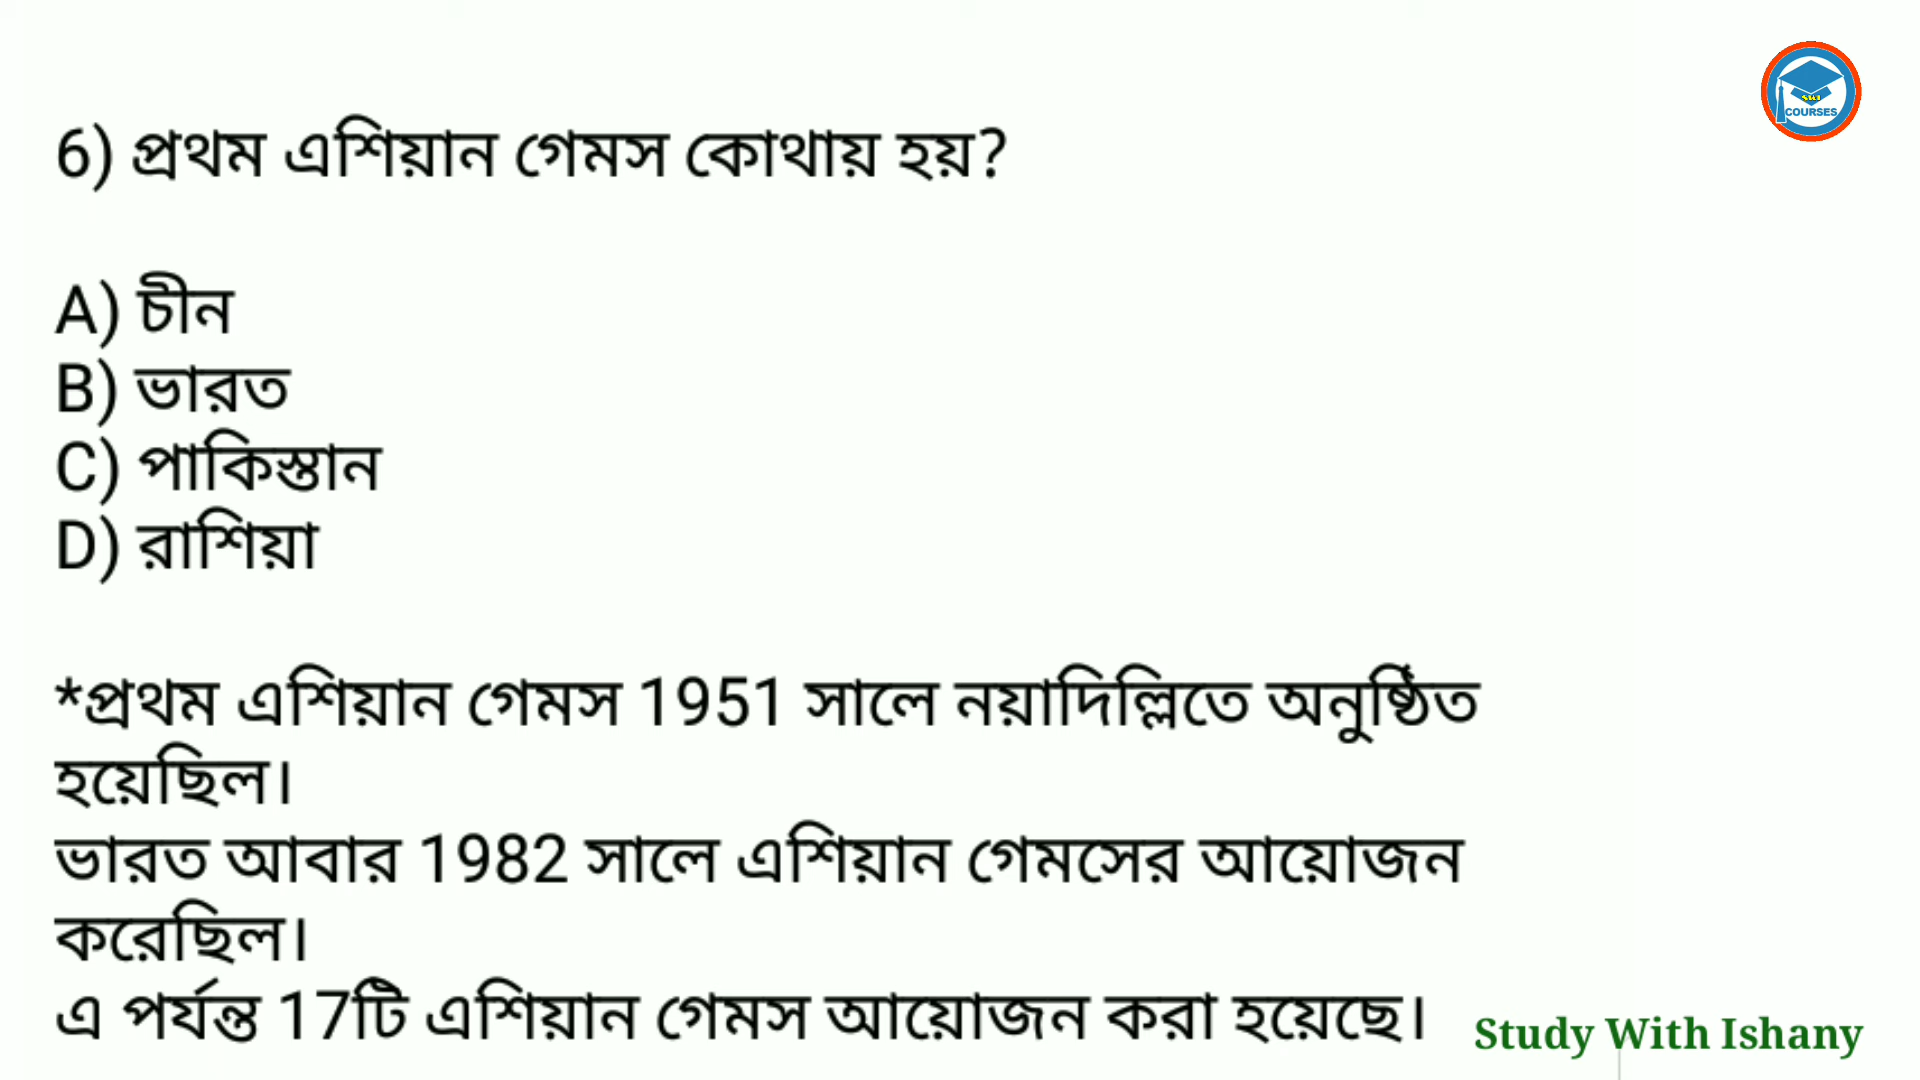 6) প্রথম এশিয়ান গেমস কোথায় হয়?
A) চীন
B) ভারত
C) পাকিস্তান
D) রাশিয়া
*প্রথম এশিয়ান গেমস 1951 সালে নয়াদিল্লিতে অনুষ্ঠিত
হয়েছিল।
ভারত আবার 1982 সালে এশিয়ান গেমসের আয়োজন
করেছিল।
এ পর্যন্ত 17টি এশিয়ান গেমস আয়োজন করা হয়েছে।
Study With Ishany
COURSES